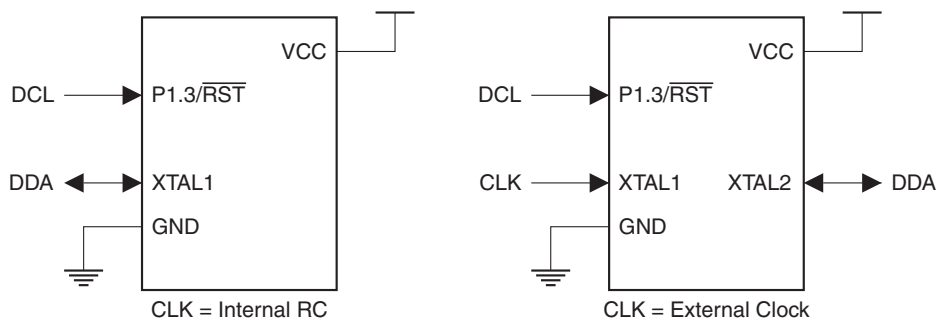 VCC
DCL
P1.3/RST
DDA
XTAL1
GND
CLK = Internal RC
VCC
DCL
P1.3/RST
CLK
XTAL1
XTAL2
DDA
GND
CLK = External Clock